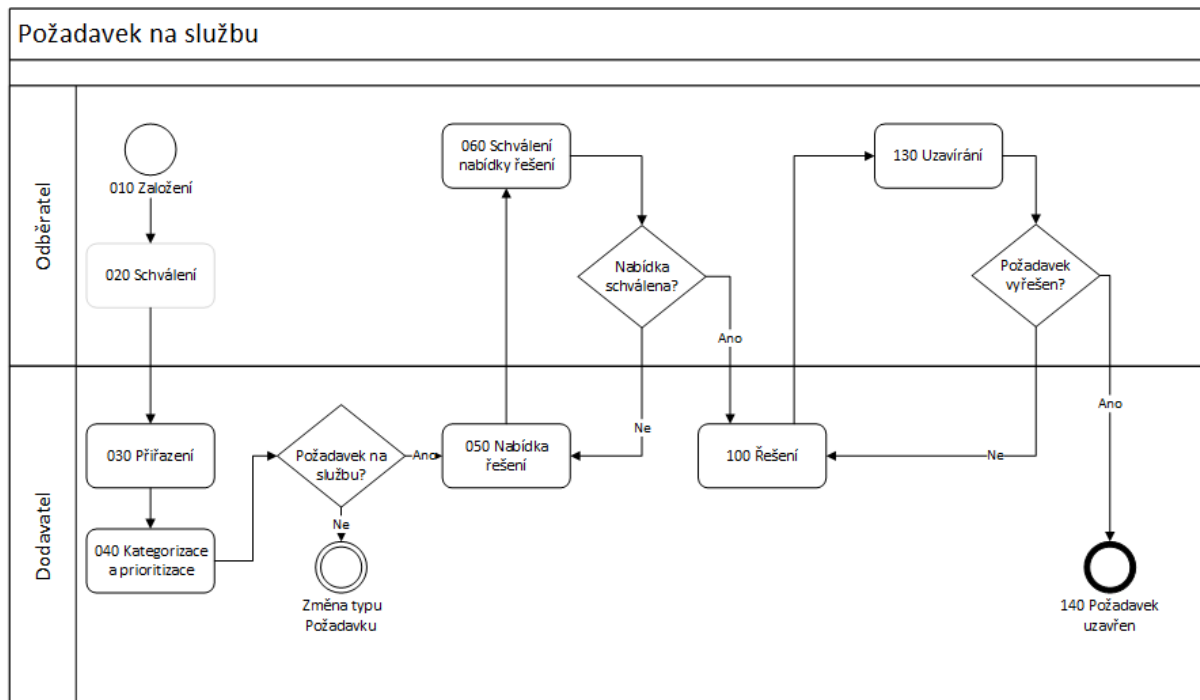 Požadavek na službu
Odběratel
010 Založení
020 Schválení
060 Schválení
nabídky řešení
Nabídka
schválena?
Ano
Ne
130 Uzavírání
Požadavek
vyřešen?
Ano
Ne
Dodavatel
030 Přiřazení
040 Kategorizace
a prioritizace
Požadavek na
službu?
Ano
Ne
Změna typu
Požadavku
050 Nabídka
řešení
100 Řešení
140 Požadavek
uzavřen